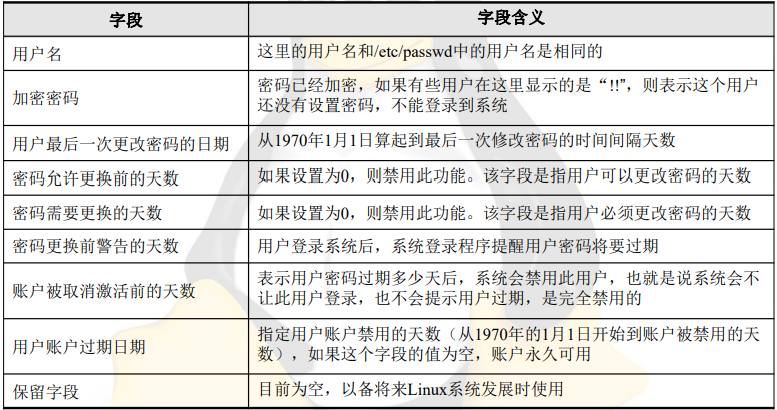 字段 字段含义
用户名 这里的用户名和/etc/passwd中的用户名是相同的
加密密码 密码已经加密，如果有些用户在这里显示的是“!!”，则表示这个用户
还没有设置密码，不能登录到系统
用户最后一次更改密码的日期 从1970年1月1日算起到最后一次修改密码的时间间隔天数
密码允许更换前的天数 如果设置为0，则禁用此功能。该字段是指用户可以更改密码的天数
密码需要更换的天数 如果设置为0，则禁用此功能。该字段是指用户必须更改密码的天数
密码更换前警告的天数 用户登录系统后，系统登录程序提醒用户密码将要过期
账户被取消激活前的天数 表示用户密码过期多少天后，系统会禁用此用户，也就是说系统会不
让此用户登录，也不会提示用户过期，是完全禁用的
用户账户过期日期 指定用户账户禁用的天数（从1970年的1月1日开始到账户被禁用的天
数），如果这个字段的值为空，账户永久可用
保留字段 目前为空，以备将来Linux系统发展时使用